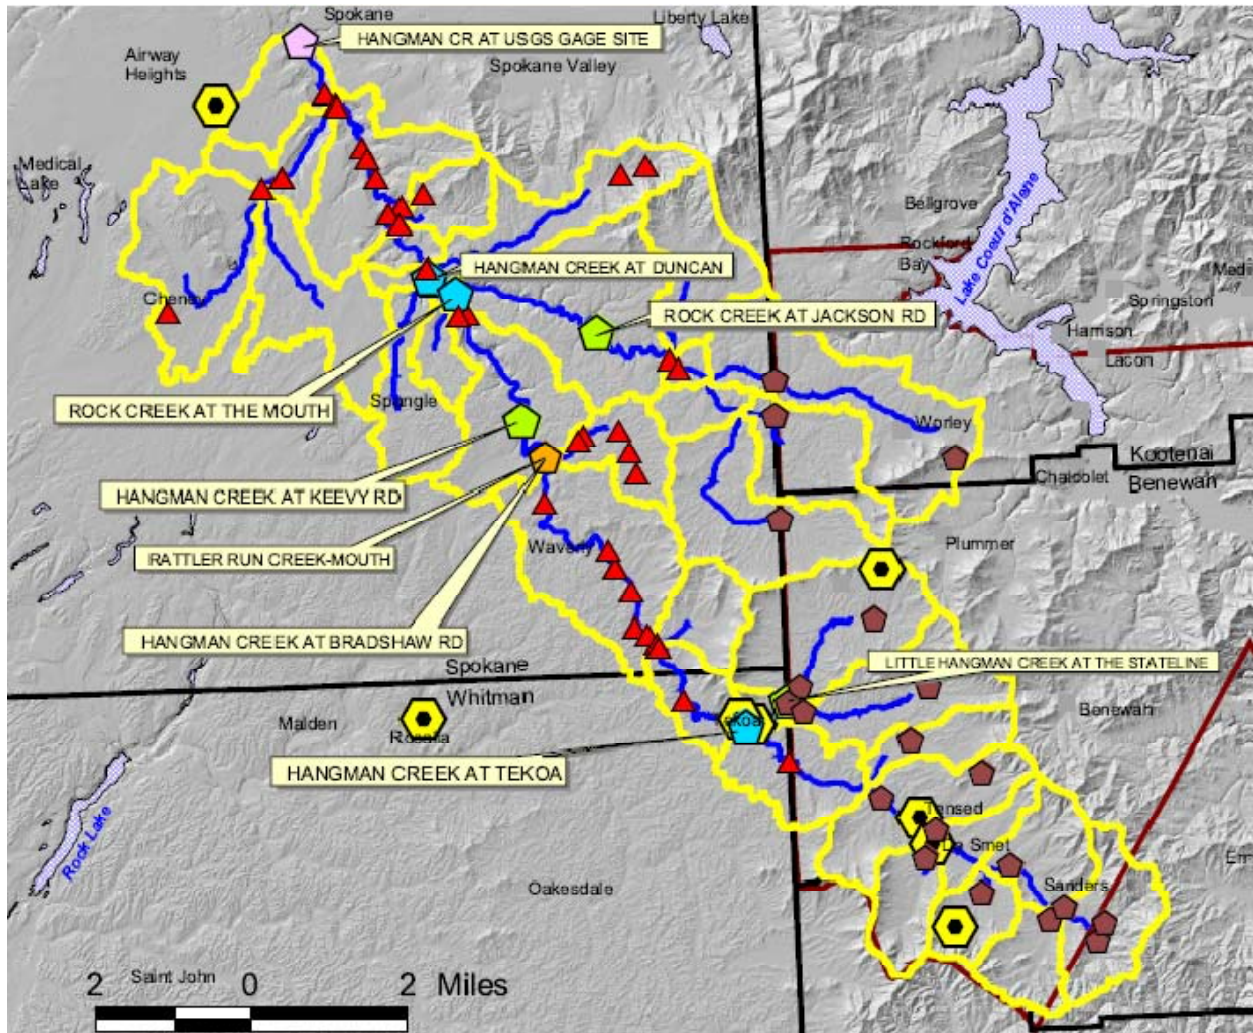 Spokane
Liberty Lake
HANGMAN CR AT USGS GAGE SITE
Airway
Heights
Spokane Valley
Medical
Lake
Bellgrove
Lake Coeur d'Alene
Rockford
Bay
HANGMAN CREEK AT DUNCAN
Springston
Cheney
ROCK CREEK AT JACKSON RD
Harrison
Lacon
ROCK CREEK AT THE MOUTH
Spangle
Worley
Kootenai
Chatcolet
Benewah
HANGMAN CREEK AT KEEVY RD
Waverly
Plummer
RATTLER RUN CREEK-MOUTH
HANGMAN CREEK AT BRADSHAW RD
Spokane
LITTLE HANGMAN CREEK AT THE STATELINE
Whitman
Malden
Rosalia
Tekoa
Benewah
HANGMAN CREEK AT TEKOA
Tensed
De Smet
Rock Lake
Oakesdale
Sanders
Saint John
2 0 2 Miles